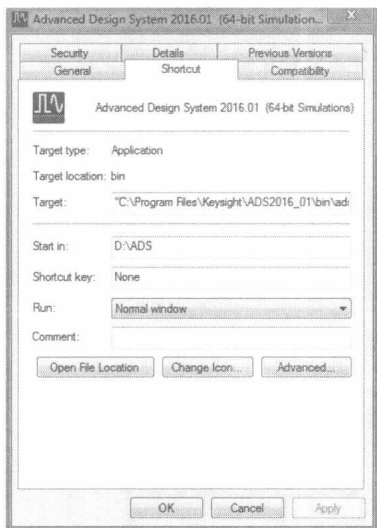 Advanced Design System 2016.01 (64-bit Simulation...
Security Details Previous Versions
General Shortcut Compatibility
Advanced Design System 2016.01 (64-bit Simulations)
Target type: Application
Target location: bin
Target: "C:\Program Files\Keysight\ADS2016_01\bin\ads
Start in: D:\ADS
Shortcut key: None
Run: Normal window
Comment:
Open File Location Change Icon... Advanced...
OK Cancel Apply